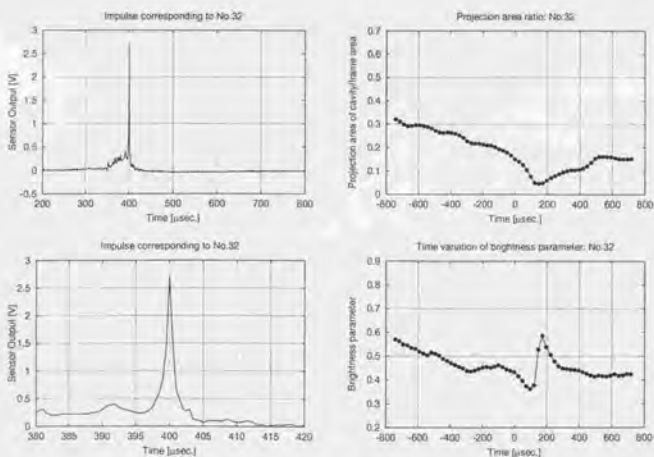 Impulse corresponding to No.32
Sensor Output [V]
3
2.5
2
1.5
1
0.5
0
-0.5
200 300 400 500 600 700 800
Time [μsec.]
Projection area ratio: No.32
Projection area of cavity/frame area
0.7
0.6
0.5
0.4
0.3
0.2
0.1
0
-800 -600 -400 -200 0 200 400 600 800
Time [μsec.]
Impulse corresponding to No.32
Sensor Output [V]
3
2.5
2
1.5
1
0.5
0
380 385 390 395 400 405 410 415 420
Time [μsec.]
Time variation of brightness parameter: No.32
Brightness parameter
0.9
0.8
0.7
0.6
0.5
0.4
0.3
0.2
-800 -600 -400 -200 0 200 400 600 800
Time [μsec.]